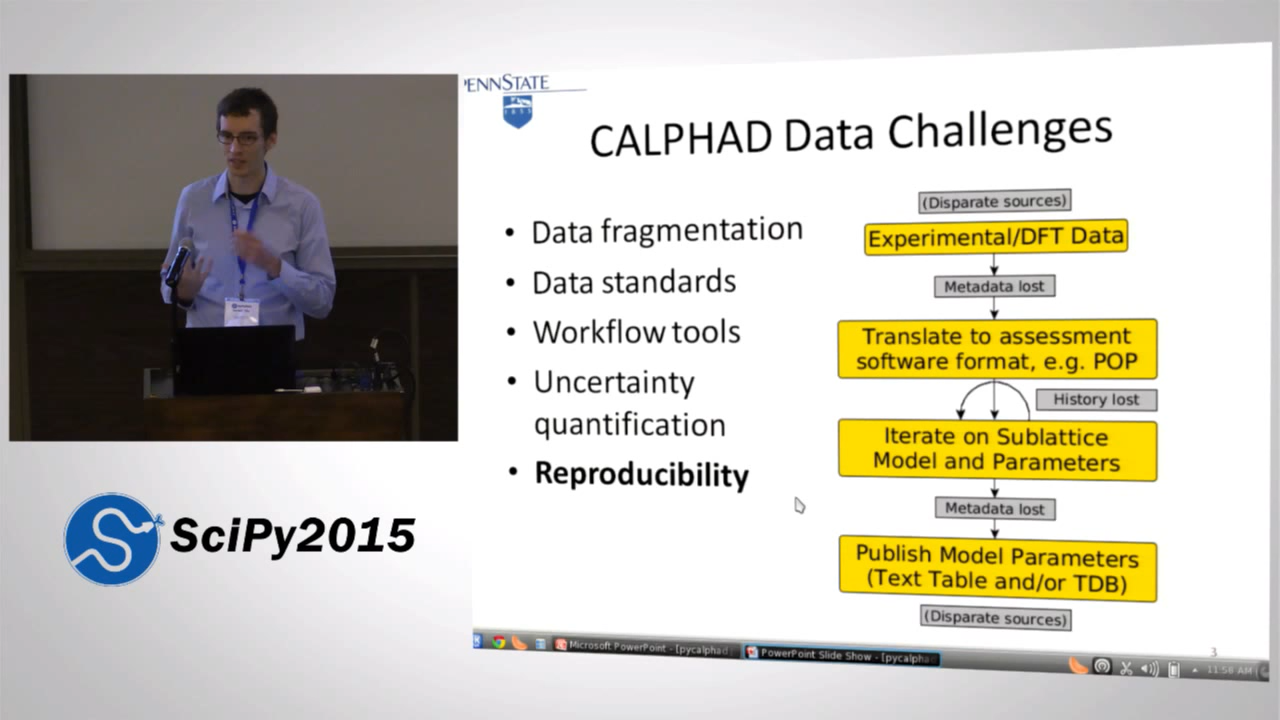 PENNSTATE
1855
CALPHAD Data Challenges
• Data fragmentation
• Data standards
• Workflow tools
• Uncertainty
quantification
• Reproducibility
(Disparate sources)
Experimental/DFT Data
Metadata lost
Translate to assessment
software format, e.g. POP
History lost
Iterate on Sublattice
Model and Parameters
Metadata lost
Publish Model Parameters
(Text Table and/or TDB)
(Disparate sources)
3
SciPy2015
Microsoft PowerPoint - [pycalphad
PowerPoint Slide Show - [pycalpha
11:56 AM